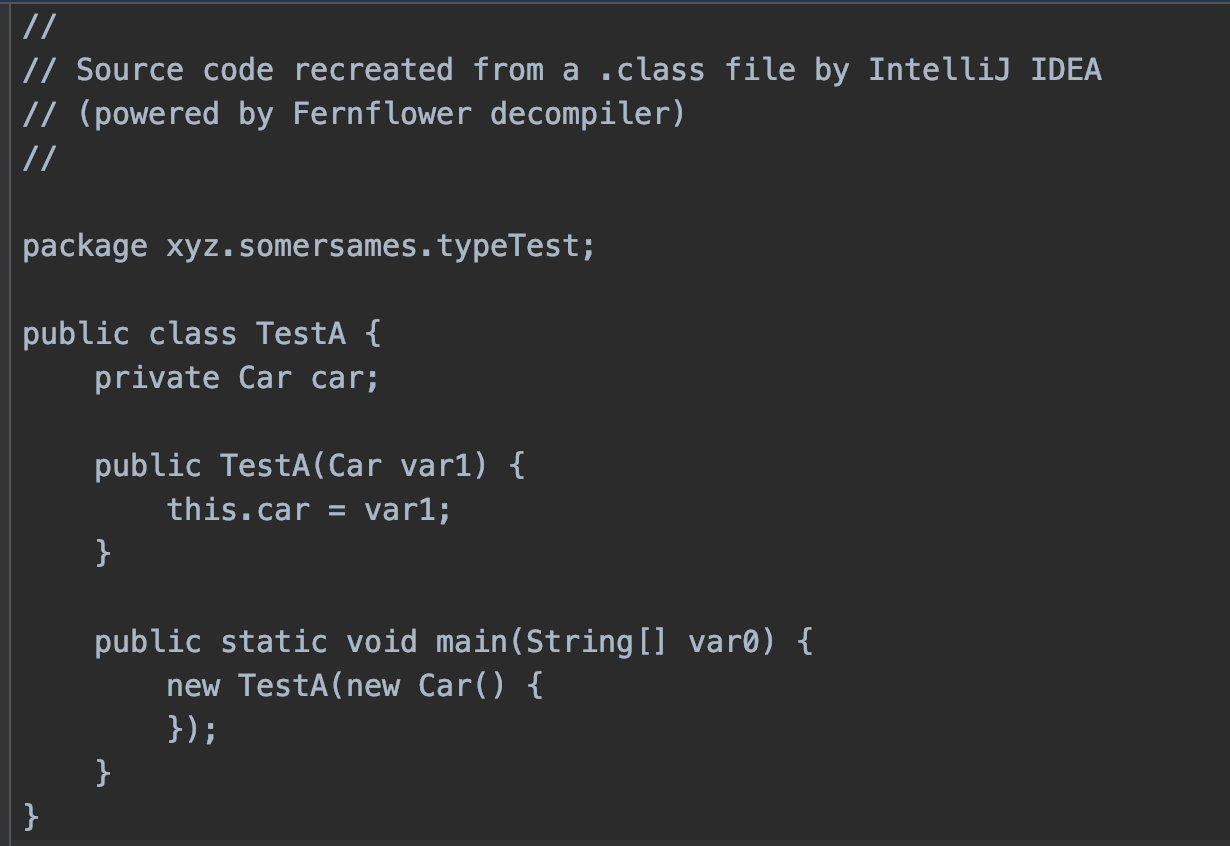 //
// Source code recreated from a .class file by IntelliJ IDEA
// (powered by Fernflower decompiler)
//
package xyz.somersames.typeTest;
public class TestA {
    private Car car;
    public TestA(Car var1) {
        this.car = var1;
    }
    public static void main(String[] var0) {
        new TestA(new Car() {
        });
    }
}